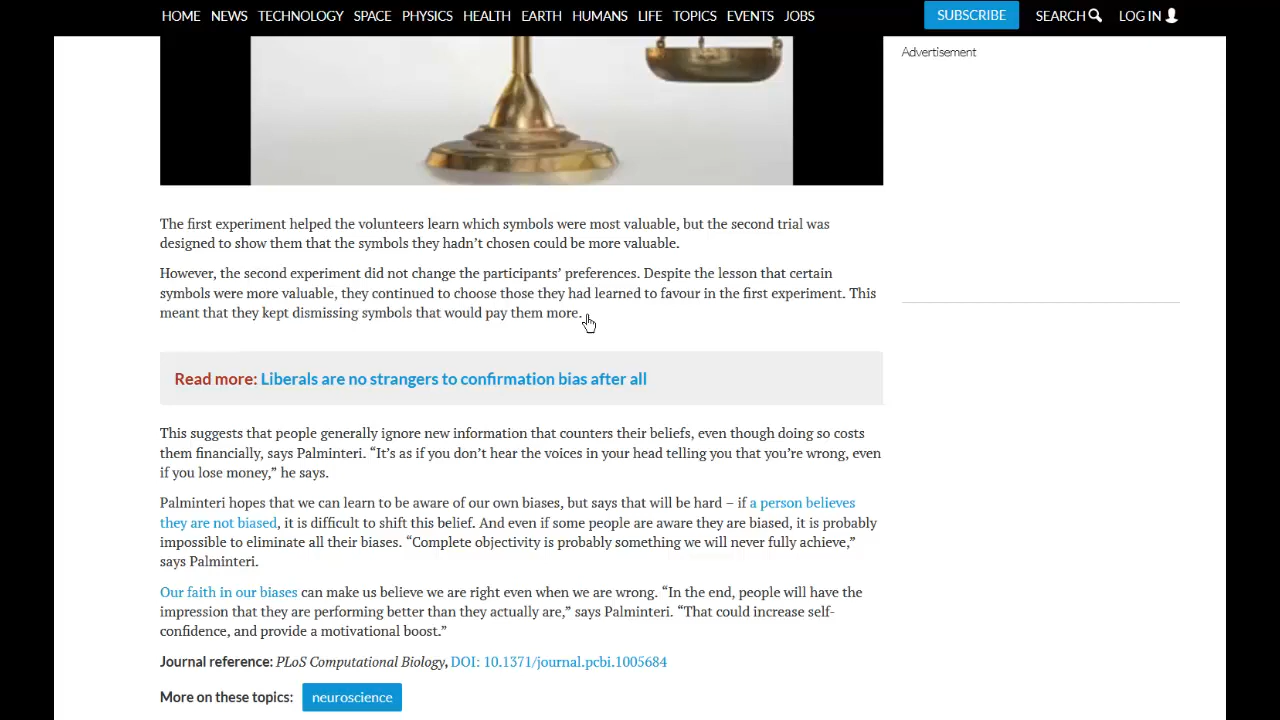 HOME NEWS TECHNOLOGY SPACE PHYSICS HEALTH EARTH HUMANS LIFE TOPICS EVENTS JOBS SUBSCRIBE SEARCH LOG IN
Advertisement
The first experiment helped the volunteers learn which symbols were most valuable, but the second trial was
designed to show them that the symbols they hadn’t chosen could be more valuable.
However, the second experiment did not change the participants’ preferences. Despite the lesson that certain
symbols were more valuable, they continued to choose those they had learned to favour in the first experiment. This
meant that they kept dismissing symbols that would pay them more.
Read more: Liberals are no strangers to confirmation bias after all
This suggests that people generally ignore new information that counters their beliefs, even though doing so costs
them financially, says Palminteri. “It’s as if you don’t hear the voices in your head telling you that you’re wrong, even
if you lose money,” he says.
Palminteri hopes that we can learn to be aware of our own biases, but says that will be hard – if a person believes
they are not biased, it is difficult to shift this belief. And even if some people are aware they are biased, it is probably
impossible to eliminate all their biases. “Complete objectivity is probably something we will never fully achieve,”
says Palminteri.
Our faith in our biases can make us believe we are right even when we are wrong. “In the end, people will have the
impression that they are performing better than they actually are,” says Palminteri. “That could increase self-
confidence, and provide a motivational boost.”
Journal reference: PLoS Computational Biology, DOI: 10.1371/journal.pcbi.1005684
More on these topics: neuroscience